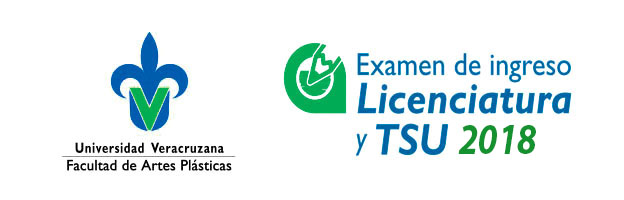 Universidad Veracruzana
Facultad de Artes Plásticas
Examen de ingreso
Licenciatura
y TSU 2018